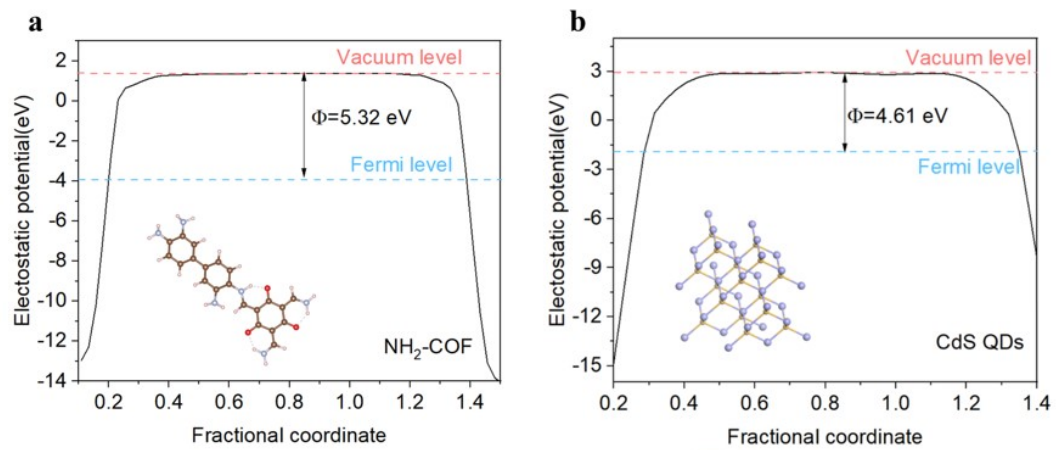 a
Vacuum level
Φ=5.32 eV
Fermi level
NH₂-COF
Electostatic potential(eV)
2
0
-2
-4
-6
-8
-10
-12
-14
0.2 0.4 0.6 0.8 1.0 1.2 1.4
Fractional coordinate
b
Vacuum level
Φ=4.61 eV
Fermi level
CdS QDs
Electostatic potential(eV)
3
0
-3
-6
-9
-12
-15
0.2 0.4 0.6 0.8 1.0 1.2 1.4
Fractional coordinate